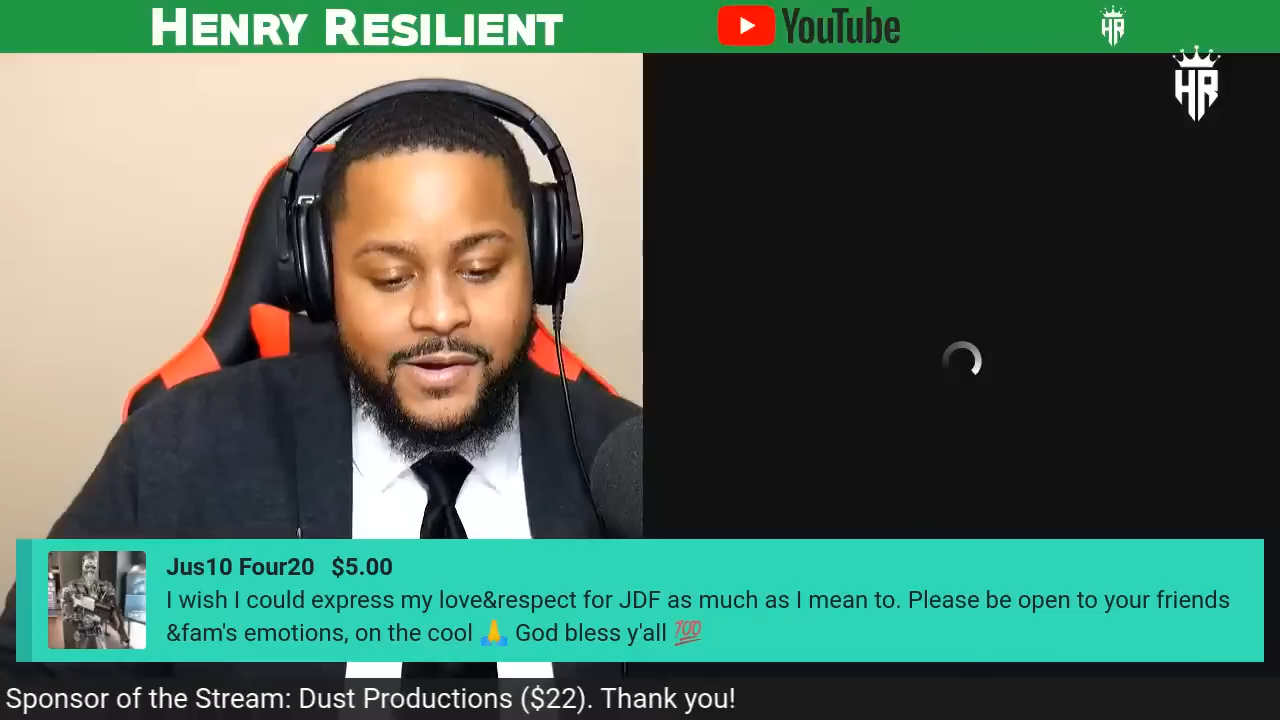 HENRY RESILIENT
YouTube
HR
HR
Jus10 Four20 $5.00
I wish I could express my love&respect for JDF as much as I mean to. Please be open to your friends
&fam's emotions, on the cool 🙏 God bless y'all 💯
Sponsor of the Stream: Dust Productions ($22). Thank you!